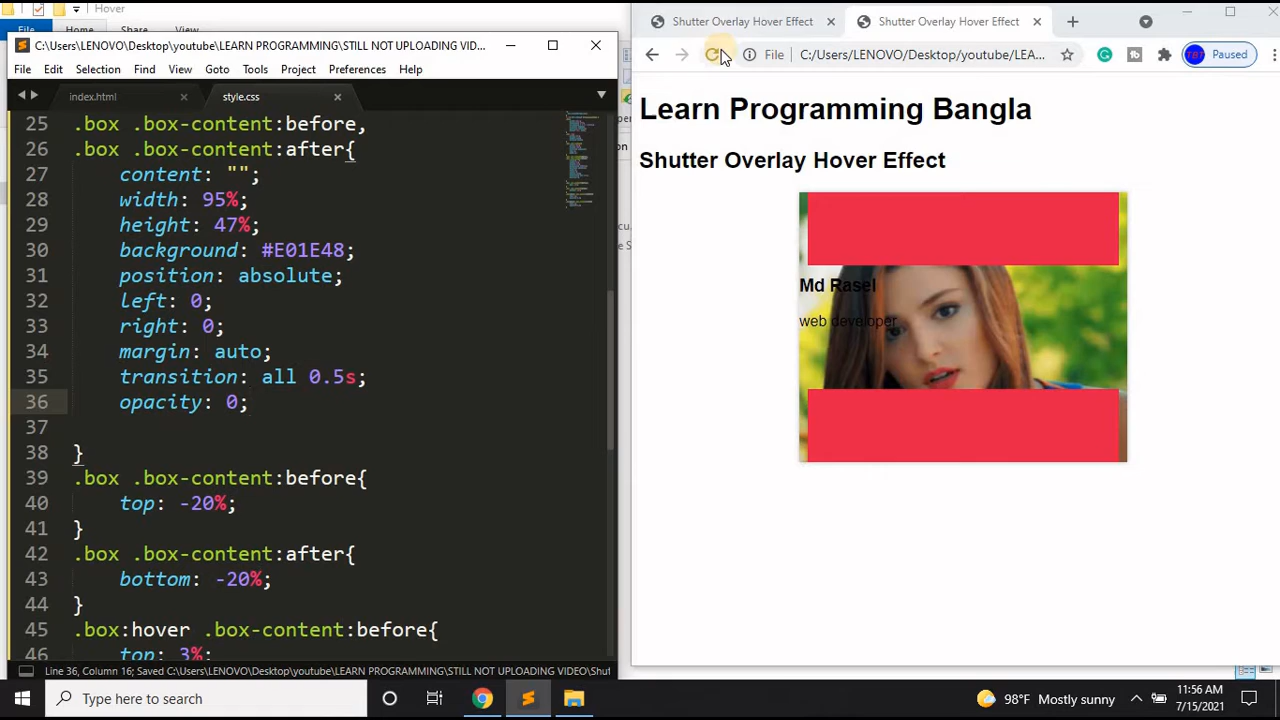 Hover
File Home Share View
C:\Users\LENOVO\Desktop\youtube\LEARN PROGRAMMING\STILL NOT UPLOADING VID...
File Edit Selection Find View Goto Tools Project Preferences Help
index.html style.css
25 .box .box-content:before,
26 .box .box-content:after{
27 content: "";
28 width: 95%;
29 height: 47%;
30 background: #E01E48;
31 position: absolute;
32 left: 0;
33 right: 0;
34 margin: auto;
35 transition: all 0.5s;
36 opacity: 0;
37
38 }
39 .box .box-content:before{
40 top: -20%;
41 }
42 .box .box-content:after{
43 bottom: -20%;
44 }
45 .box:hover .box-content:before{
46 top: 3%;
Line 36, Column 16; Saved C:\Users\LENOVO\Desktop\youtube\LEARN PROGRAMMING\STILL NOT UPLOADING VIDEO\Shut
Shutter Overlay Hover Effect Shutter Overlay Hover Effect
File C:/Users/LENOVO/Desktop/youtube/LEA... Paused
Learn Programming Bangla
Shutter Overlay Hover Effect
Md Rasel
web developer
Type here to search
98°F Mostly sunny
11:56 AM
7/15/2021